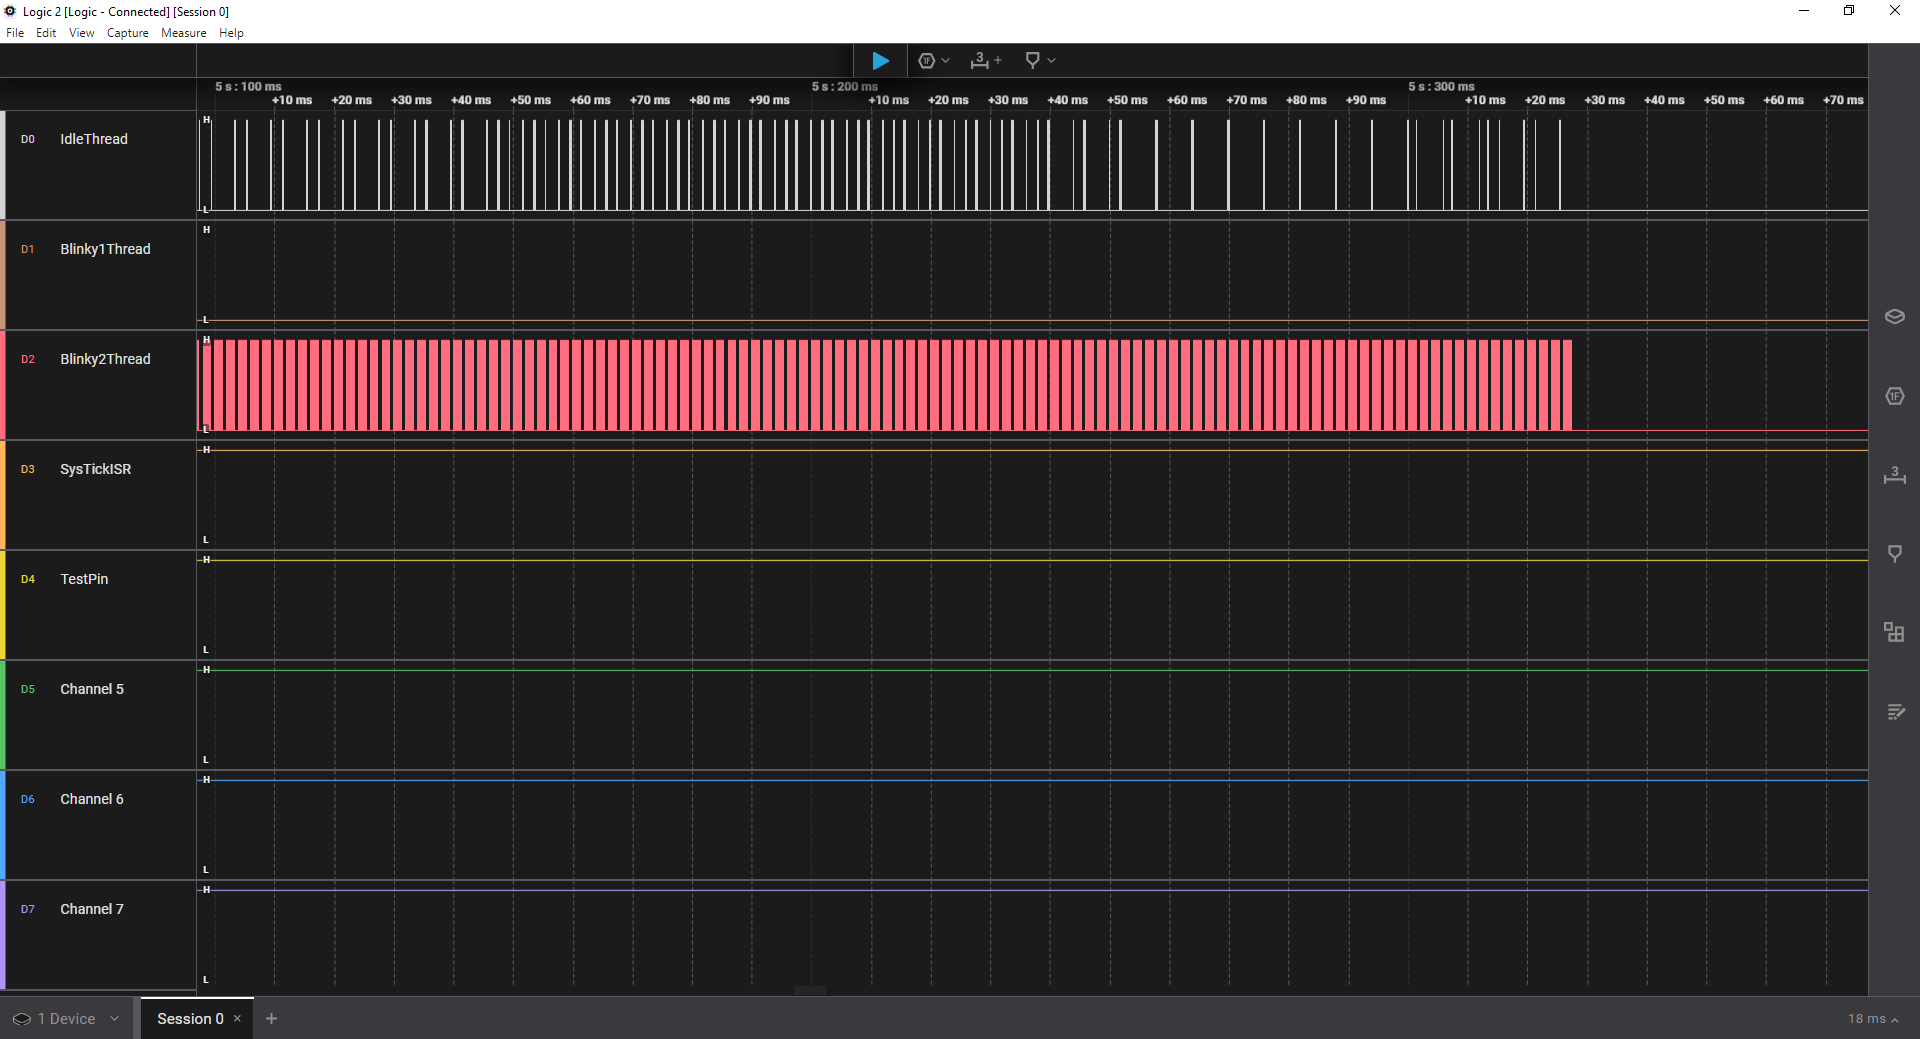 Logic 2 [Logic - Connected] [Session 0]
File Edit View Capture Measure Help
1F 3 +
5 s : 100 ms 5 s : 200 ms 5 s : 300 ms
+10 ms +20 ms +30 ms +40 ms +50 ms +60 ms +70 ms +80 ms +90 ms +10 ms +20 ms +30 ms +40 ms +50 ms +60 ms +70 ms +80 ms +90 ms +10 ms +20 ms +30 ms +40 ms +50 ms +60 ms +70 ms
H
D0 IdleThread
L
H
D1 Blinky1Thread
L
H
D2 Blinky2Thread
L
H
D3 SysTickISR
L
H
D4 TestPin
L
H
D5 Channel 5
L
H
D6 Channel 6
L
H
D7 Channel 7
L
1F
3
1 Device Session 0 × + 18 ms